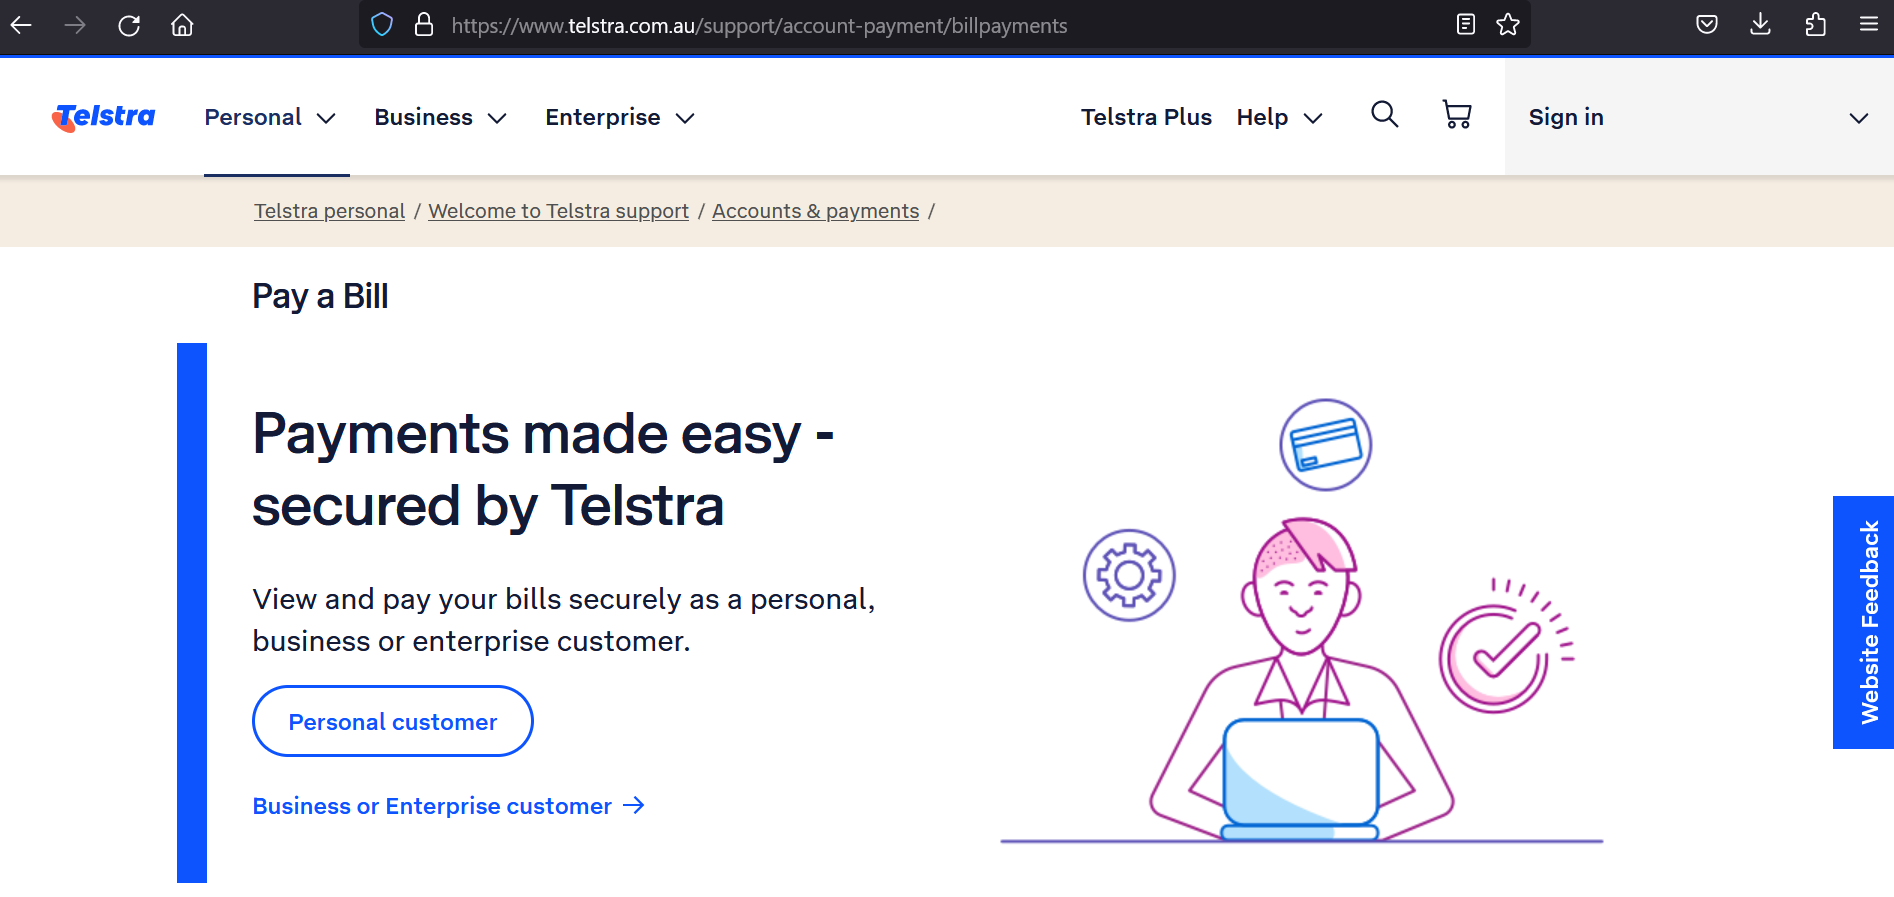 https://www.telstra.com.au/support/account-payment/billpayments
Telstra Personal Business Enterprise Telstra Plus Help Sign in
Telstra personal / Welcome to Telstra support / Accounts & payments /
Pay a Bill
Payments made easy -
secured by Telstra
View and pay your bills securely as a personal,
business or enterprise customer.
Personal customer
Business or Enterprise customer →
Website Feedback